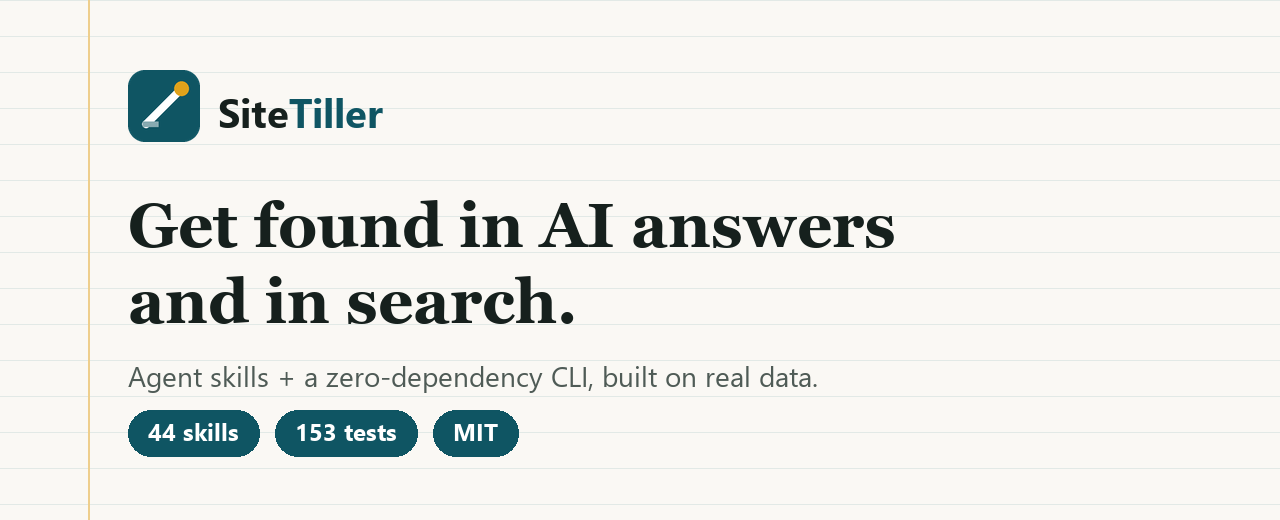 SiteTiller
Get found in AI answers
and in search.
Agent skills + a zero-dependency CLI, built on real data.
44 skills 153 tests MIT